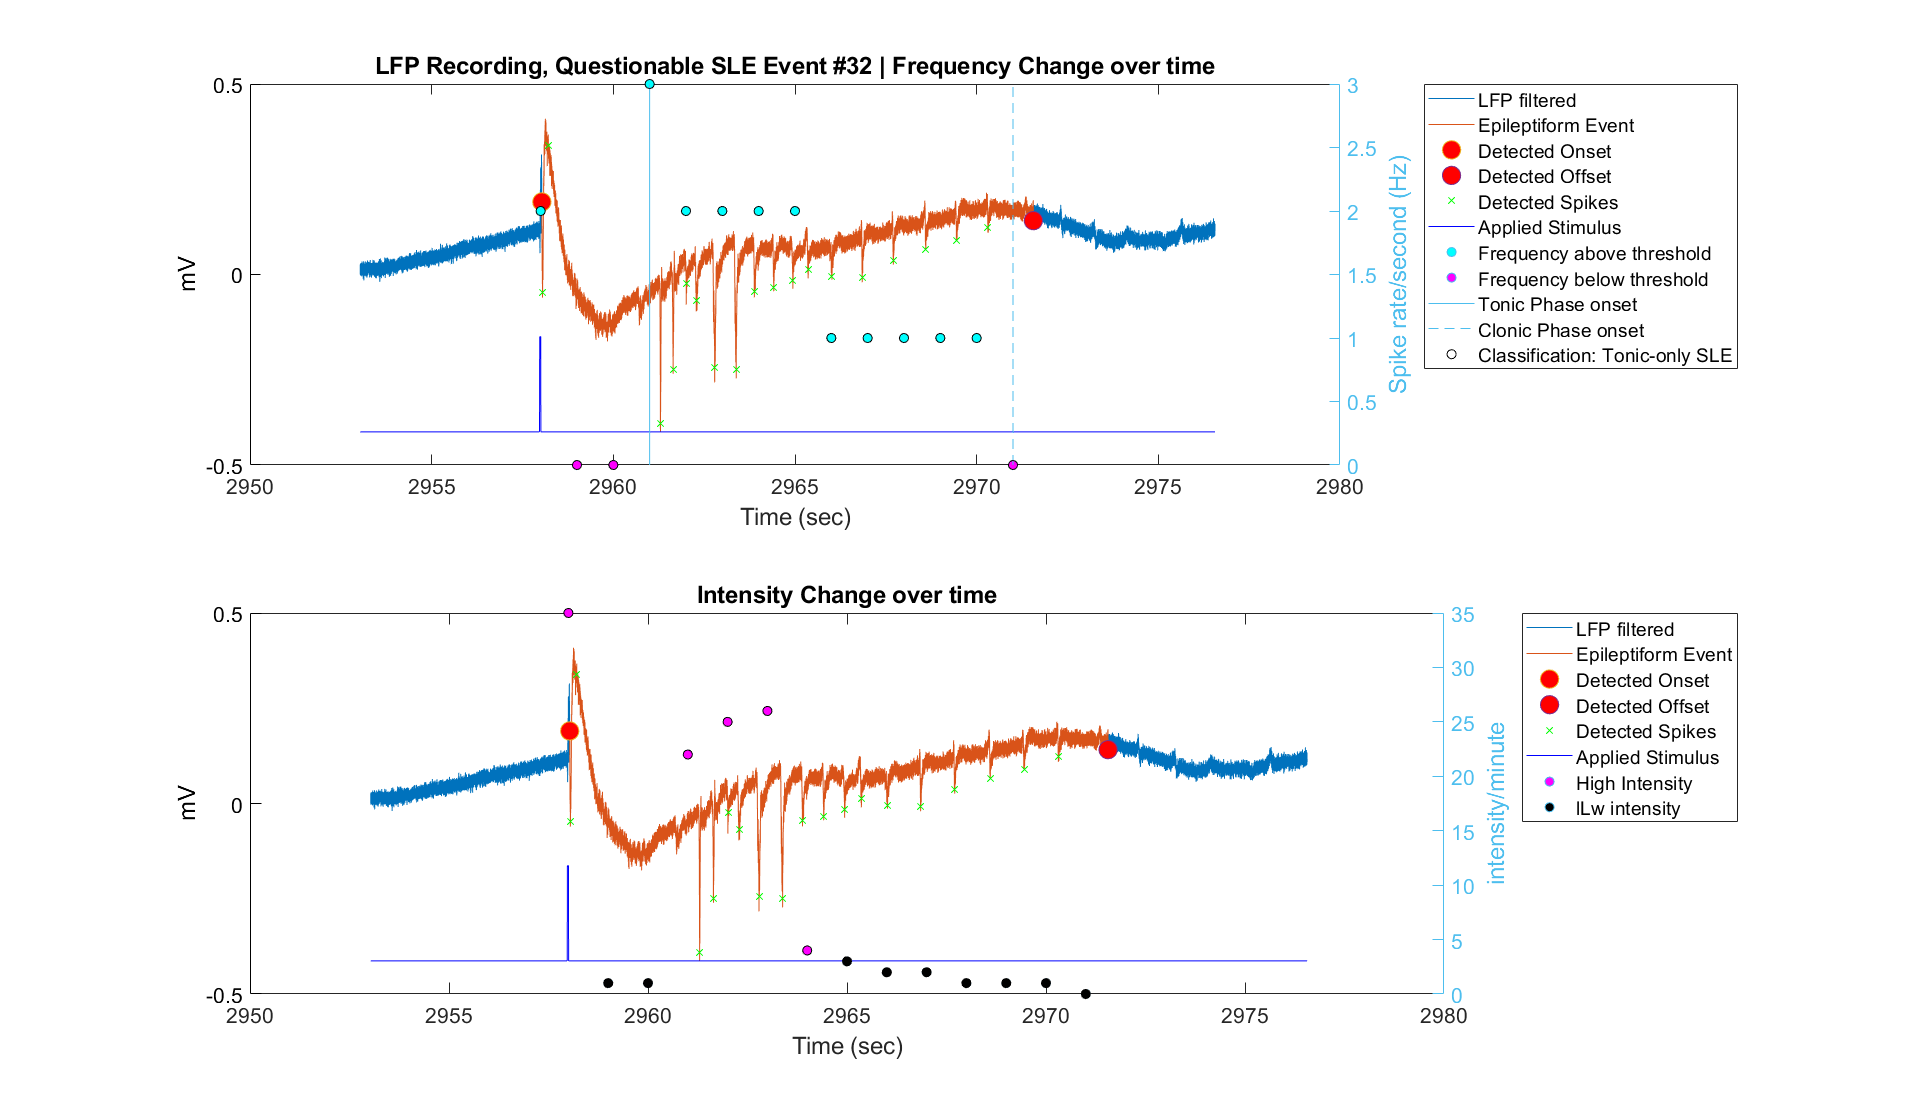 LFP Recording, Questionable SLE Event #32 | Frequency Change over time
0.5
0
-0.5
mV
2950
2955
2960
2965
2970
2975
2980
Time (sec)
3
2.5
2
1.5
1
0.5
0
Spike rate/second (Hz)
LFP filtered
Epileptiform Event
Detected Onset
Detected Offset
Detected Spikes
Applied Stimulus
Frequency above threshold
Frequency below threshold
Tonic Phase onset
Clonic Phase onset
Classification: Tonic-only SLE
Intensity Change over time
0.5
0
-0.5
mV
2950
2955
2960
2965
2970
2975
2980
Time (sec)
35
30
25
20
15
10
5
0
intensity/minute
LFP filtered
Epileptiform Event
Detected Onset
Detected Offset
Detected Spikes
Applied Stimulus
High Intensity
lLw intensity